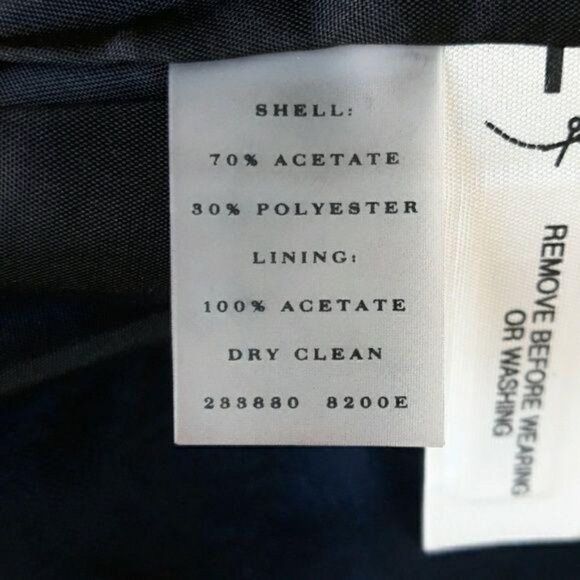 SHELL:
70% ACETATE
30% POLYESTER
LINING:
100% ACETATE
DRY CLEAN
283880 8200E
REMOVE BEFORE WEARING
OR WASHING